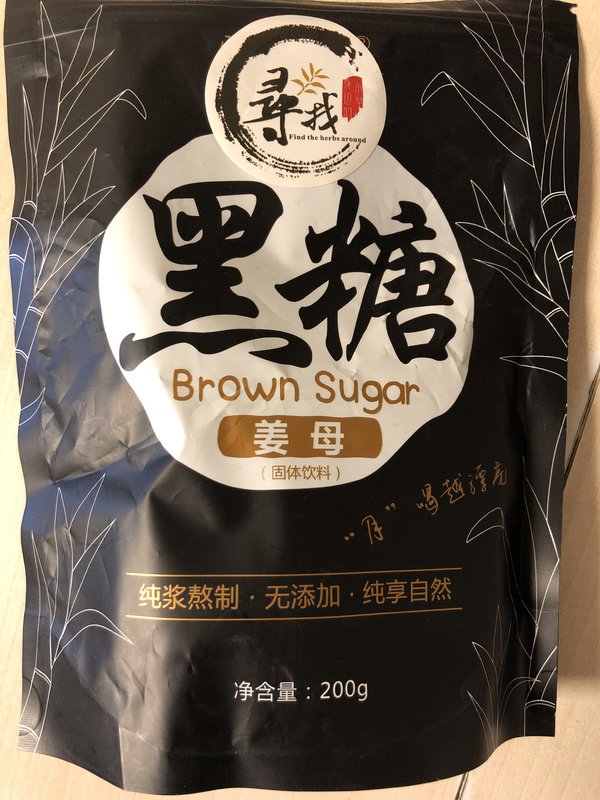 寻找
Find the herbs around
黑糖
Brown Sugar
姜母
（固体饮料）
“月”喝越漂亮
纯浆熬制·无添加·纯享自然
净含量：200g